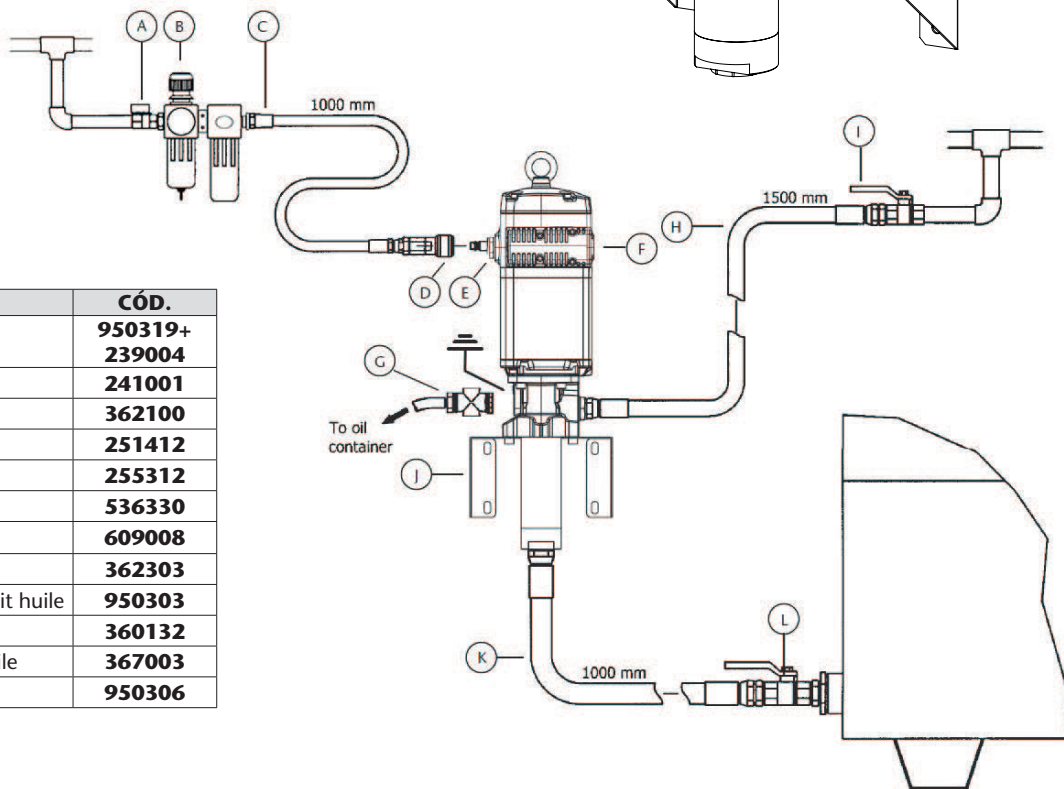 A
B
C
1000 mm
I
1500 mm
H
F
D
E
G
To oil
container
J
K
1000 mm
L
CÓD.
950319+
239004
241001
362100
251412
255312
536330
609008
362303
it huile 950303
360132
ile 367003
950306